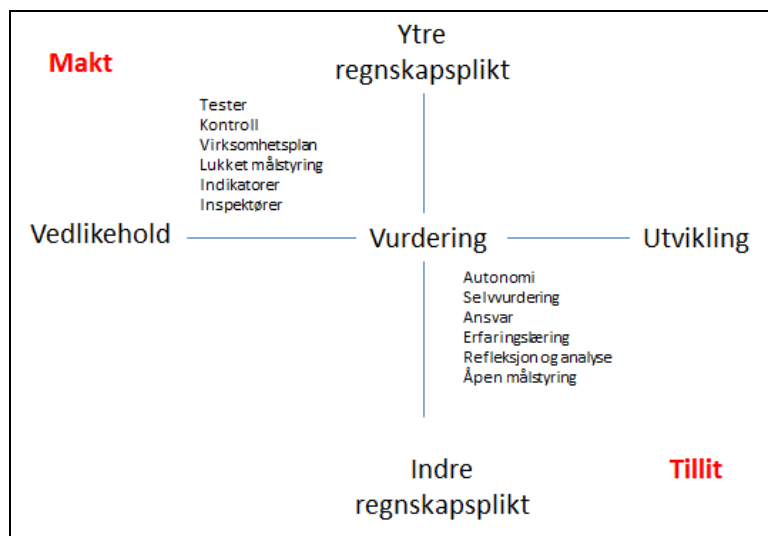 Makt
Ytre
regnskapsplikt
Tester
Kontroll
Virksomhetsplan
Lukket målstyring
Indikatorer
Inspektører
Vedlikehold
Vurdering
Utvikling
Autonomi
Selvvurdering
Ansvar
Erfaringslæring
Refleksjon og analyse
Åpen målstyring
Indre
regnskapsplikt
Tillit